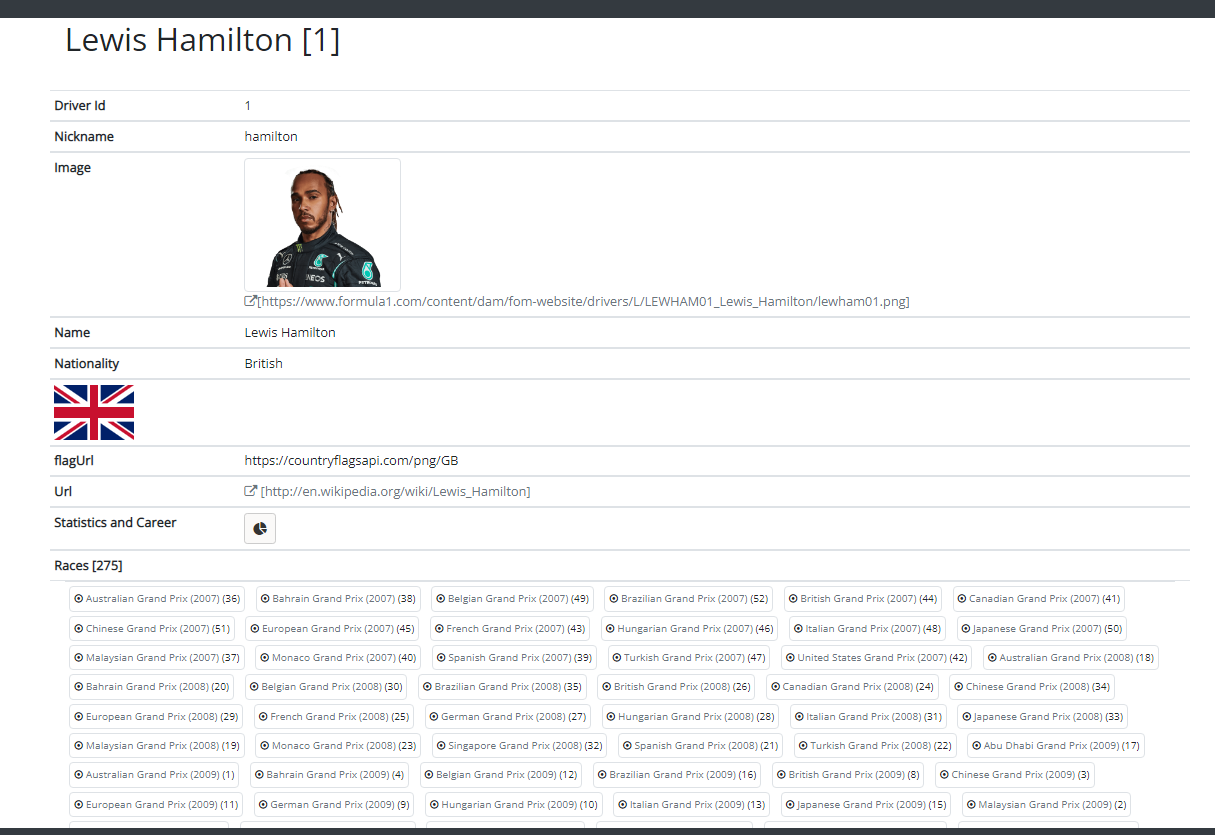 Lewis Hamilton [1]
Driver Id 1
Nickname hamilton
Image
INEOS
[https://www.formula1.com/content/dam/fom-website/drivers/L/LEWHAM01_Lewis_Hamilton/lewham01.png]
Name Lewis Hamilton
Nationality British
flagUrl https://countryflagsapi.com/png/GB
Url [http://en.wikipedia.org/wiki/Lewis_Hamilton]
Statistics and Career
Races [275]
Australian Grand Prix (2007) (36) Bahrain Grand Prix (2007) (38) Belgian Grand Prix (2007) (49) Brazilian Grand Prix (2007) (52) British Grand Prix (2007) (44) Canadian Grand Prix (2007) (41)
Chinese Grand Prix (2007) (51) European Grand Prix (2007) (45) French Grand Prix (2007) (43) Hungarian Grand Prix (2007) (46) Italian Grand Prix (2007) (48) Japanese Grand Prix (2007) (50)
Malaysian Grand Prix (2007) (37) Monaco Grand Prix (2007) (40) Spanish Grand Prix (2007) (39) Turkish Grand Prix (2007) (47) United States Grand Prix (2007) (42) Australian Grand Prix (2008) (18)
Bahrain Grand Prix (2008) (20) Belgian Grand Prix (2008) (30) Brazilian Grand Prix (2008) (35) British Grand Prix (2008) (26) Canadian Grand Prix (2008) (24) Chinese Grand Prix (2008) (34)
European Grand Prix (2008) (29) French Grand Prix (2008) (25) German Grand Prix (2008) (27) Hungarian Grand Prix (2008) (28) Italian Grand Prix (2008) (31) Japanese Grand Prix (2008) (33)
Malaysian Grand Prix (2008) (19) Monaco Grand Prix (2008) (23) Singapore Grand Prix (2008) (32) Spanish Grand Prix (2008) (21) Turkish Grand Prix (2008) (22) Abu Dhabi Grand Prix (2009) (17)
Australian Grand Prix (2009) (1) Bahrain Grand Prix (2009) (4) Belgian Grand Prix (2009) (12) Brazilian Grand Prix (2009) (16) British Grand Prix (2009) (8) Chinese Grand Prix (2009) (3)
European Grand Prix (2009) (11) German Grand Prix (2009) (9) Hungarian Grand Prix (2009) (10) Italian Grand Prix (2009) (13) Japanese Grand Prix (2009) (15) Malaysian Grand Prix (2009) (2)